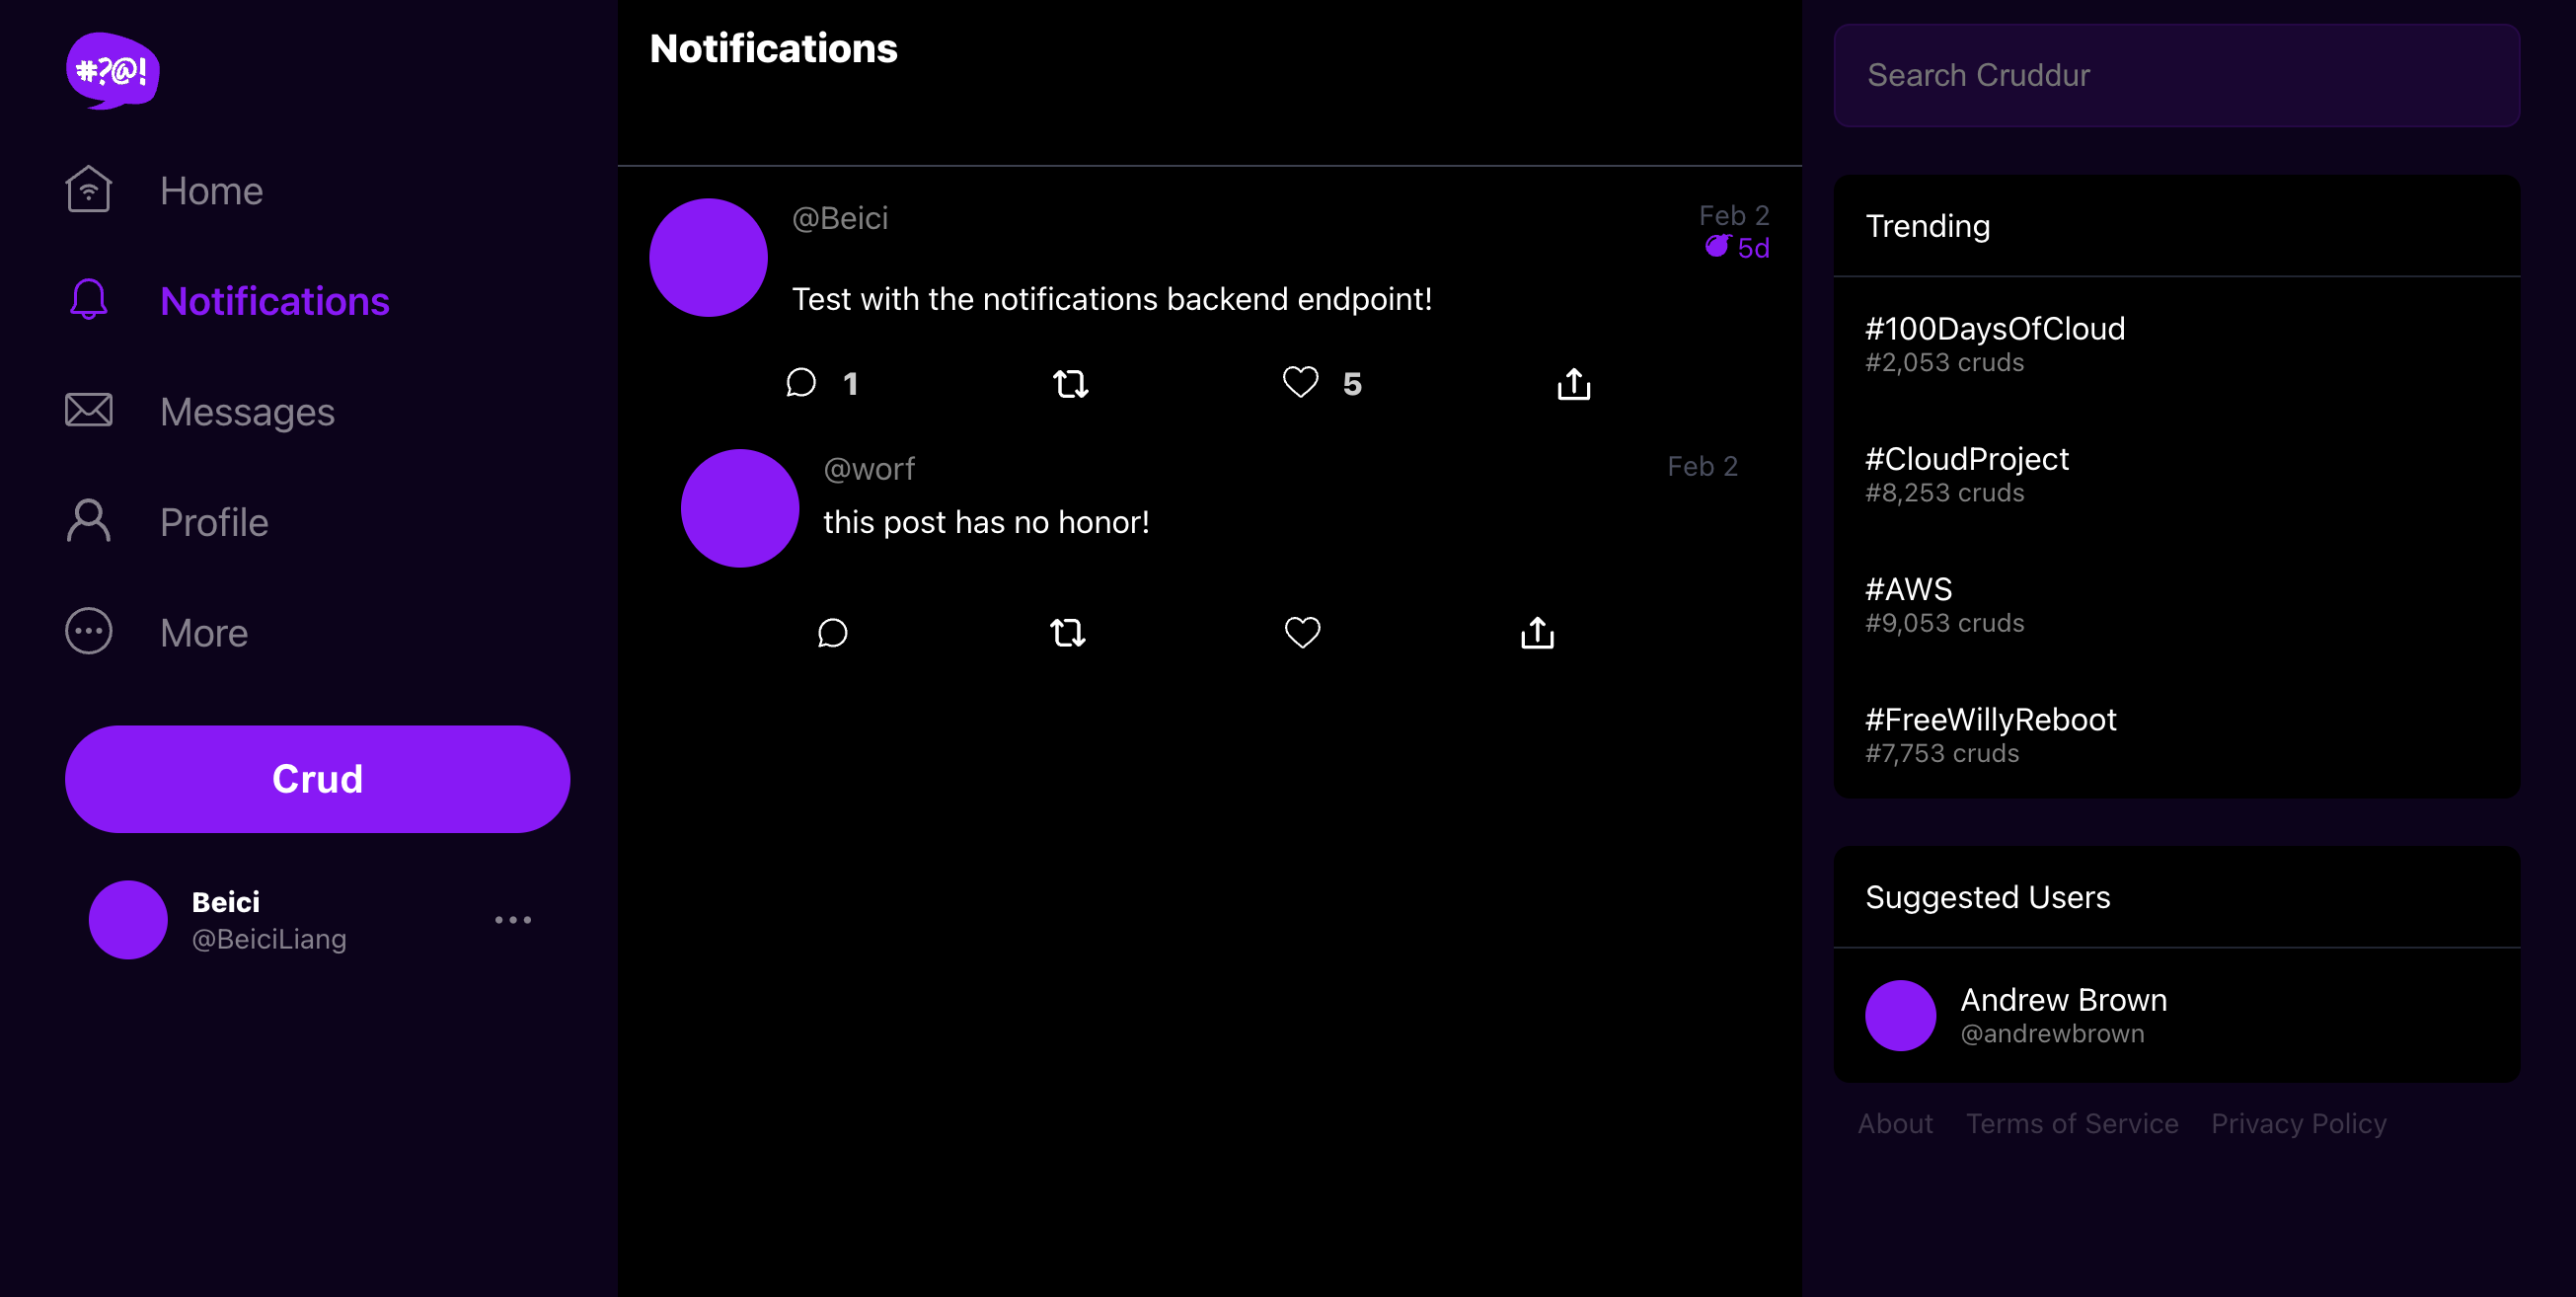 #?@!
Home
Notifications
Messages
Profile
More
Crud
Beici
@BeiciLiang
Notifications
@Beici
Feb 2
5d
Test with the notifications backend endpoint!
1
5
@worf
Feb 2
this post has no honor!
Search Cruddur
Trending
#100DaysOfCloud
#2,053 cruds
#CloudProject
#8,253 cruds
#AWS
#9,053 cruds
#FreeWillyReboot
#7,753 cruds
Suggested Users
Andrew Brown
@andrewbrown
About Terms of Service Privacy Policy